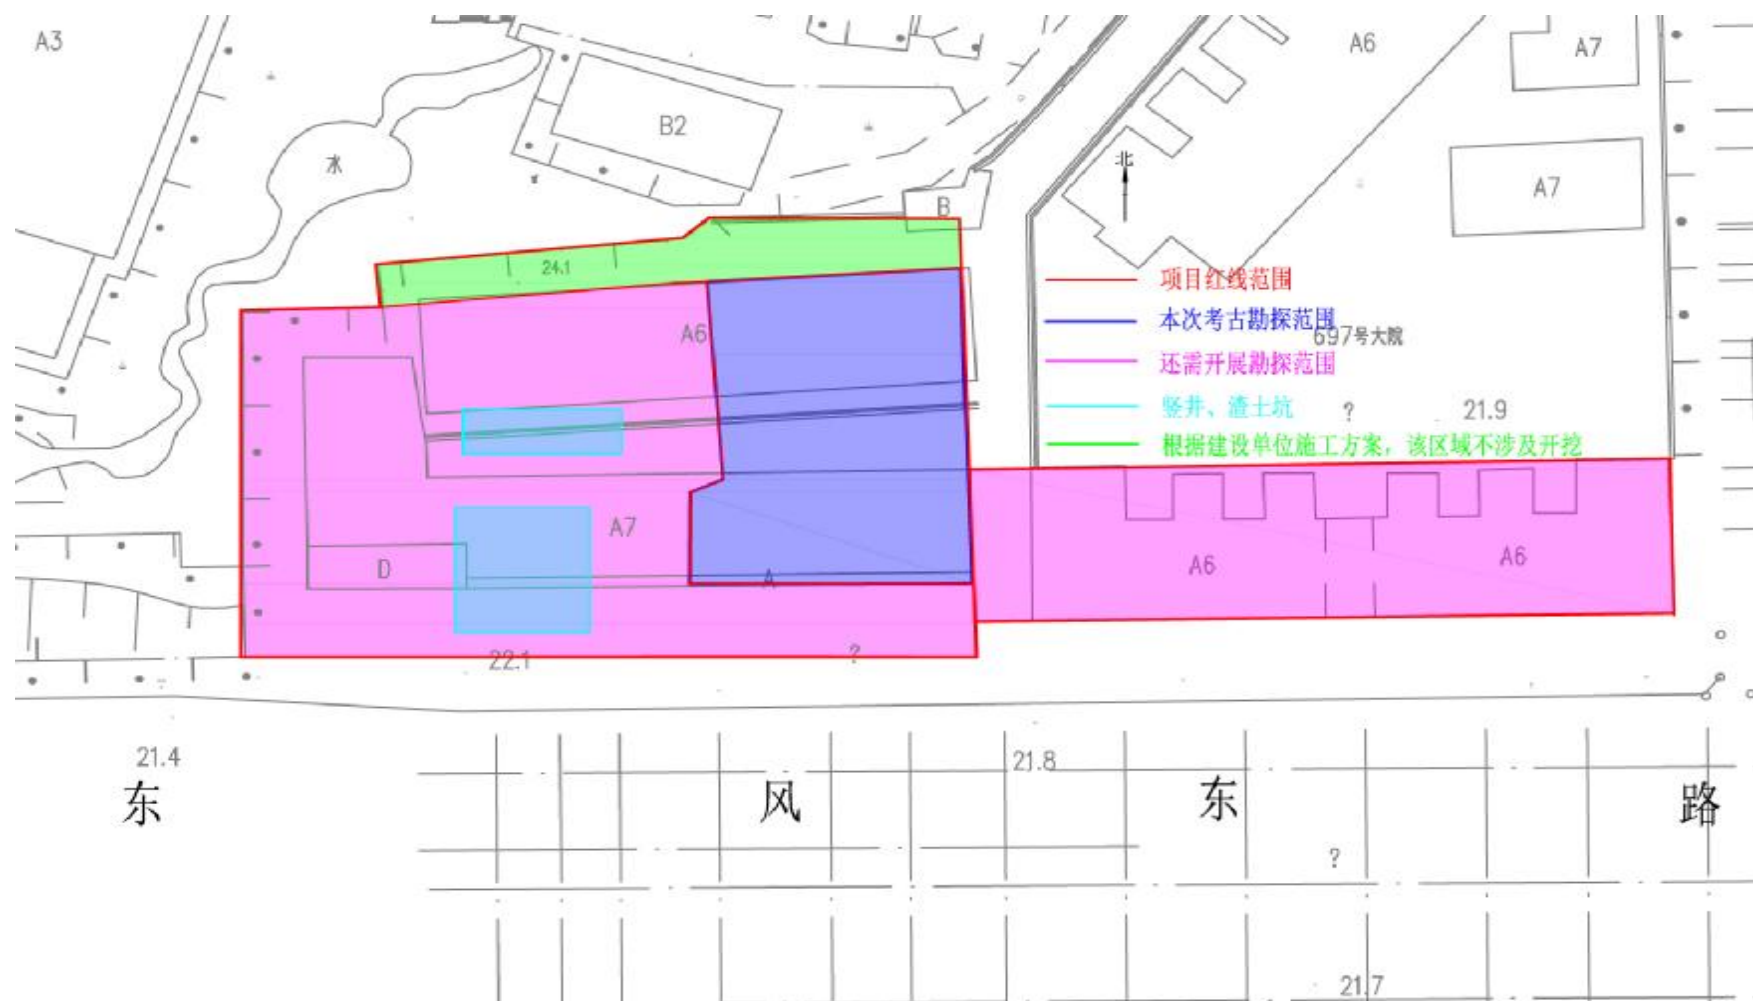 A3
A6
A7
B2
北
水
A7
B
24.1
项目红线范围
本次考古勘探范围
697号大院
A6
还需开展勘探范围
竖井、渣土坑
?
21.9
根据建设单位施工方案，该区域不涉及开挖
A7
A6
A6
D
A
22.1
?
21.4
21.8
东 风 东 路
?
21.7